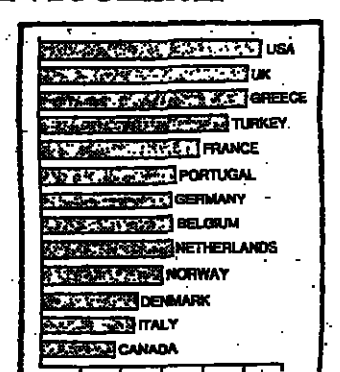 USA
UK
GREECE
TURKEY
FRANCE
PORTUGAL
GERMANY
BELGIUM
NETHERLANDS
NORWAY
DENMARK
ITALY
CANADA